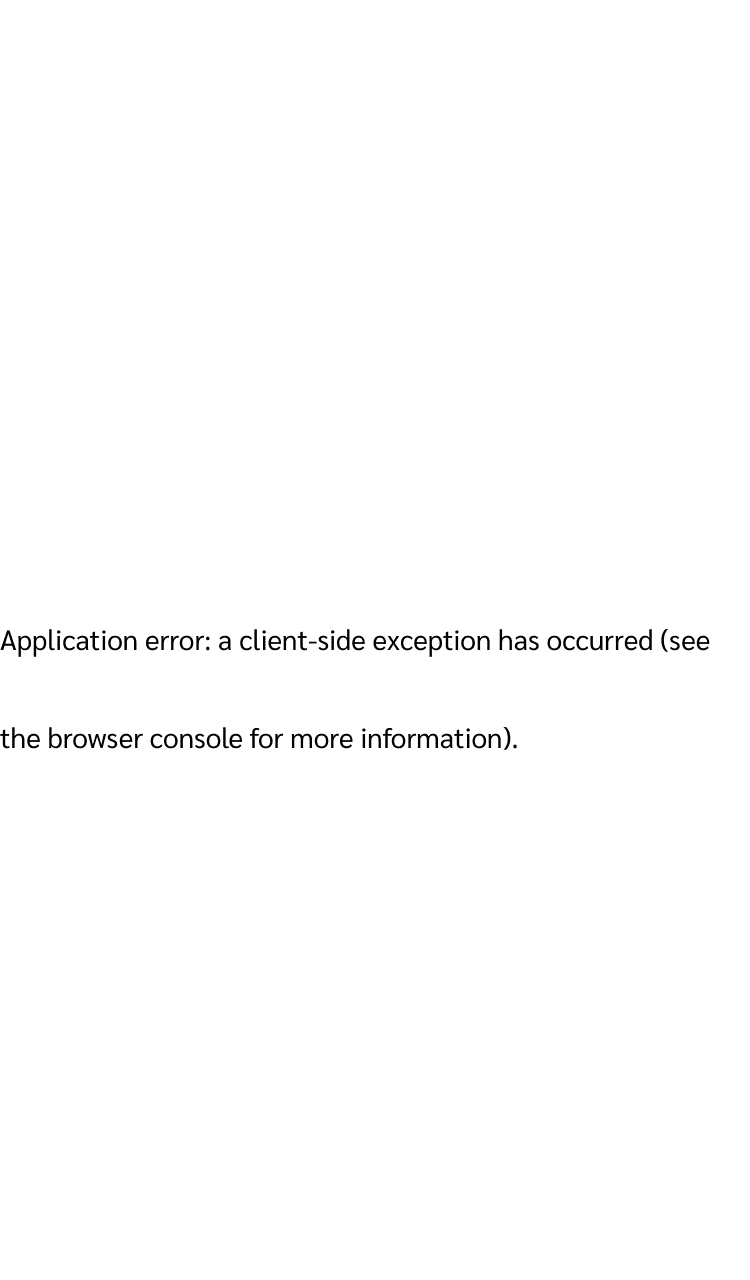 Application error: a client-side exception has occurred (see
the browser console for more information).